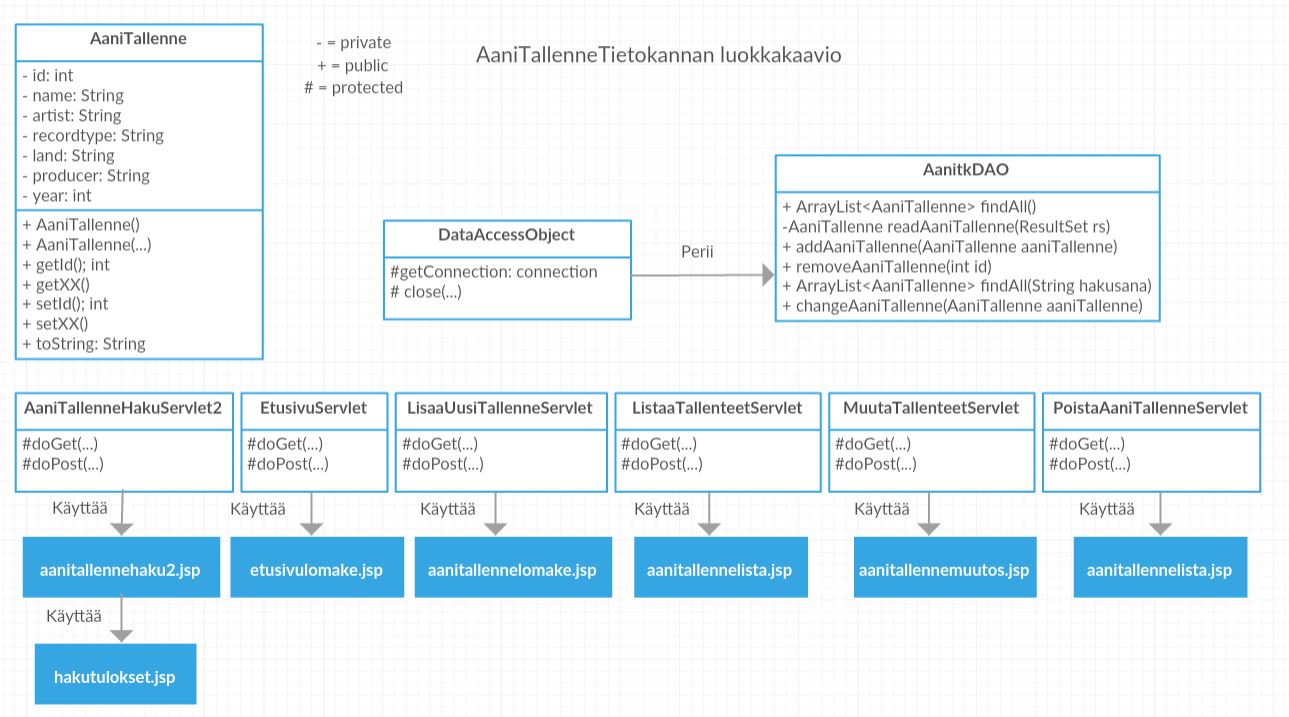 AaniTallenne
- id: int
- name: String
- artist: String
- recordtype: String
- land: String
- producer: String
- year: int
+ AaniTallenne()
+ AaniTallenne(...)
+ getId(); int
+ getXX()
+ setId(); int
+ setXX()
+ toString: String
- = private
+ = public
# = protected
AaniTallenneTietokannan luokkakaavio
DataAccessObject
#getConnection: connection
# close(...)
Perii
AanitkDAO
+ ArrayList<AaniTallenne> findAll()
-AaniTallenne readAaniTallenne(ResultSet rs)
+ addAaniTallenne(AaniTallenne aaniTallenne)
+ removeAaniTallenne(int id)
+ ArrayList<AaniTallenne> findAll(String hakusana)
+ changeAaniTallenne(AaniTallenne aaniTallenne)
AaniTallenneHakuServlet2
#doGet(...)
#doPost(...)
Käyttää
aanitallennehaku2.jsp
Käyttää
hakutulokset.jsp
EtusivuServlet
#doGet(...)
#doPost(...)
Käyttää
etusivulomake.jsp
LisaaUusiTallenneServlet
#doGet(...)
#doPost(...)
Käyttää
aanitallennelomake.jsp
ListaaTallenteetServlet
#doGet(...)
#doPost(...)
Käyttää
aanitallennelista.jsp
MuutaTallenteetServlet
#doGet(...)
#doPost(...)
Käyttää
aanitallennemuutos.jsp
PoistaAaniTallenneServlet
#doGet(...)
#doPost(...)
Käyttää
aanitallennelista.jsp